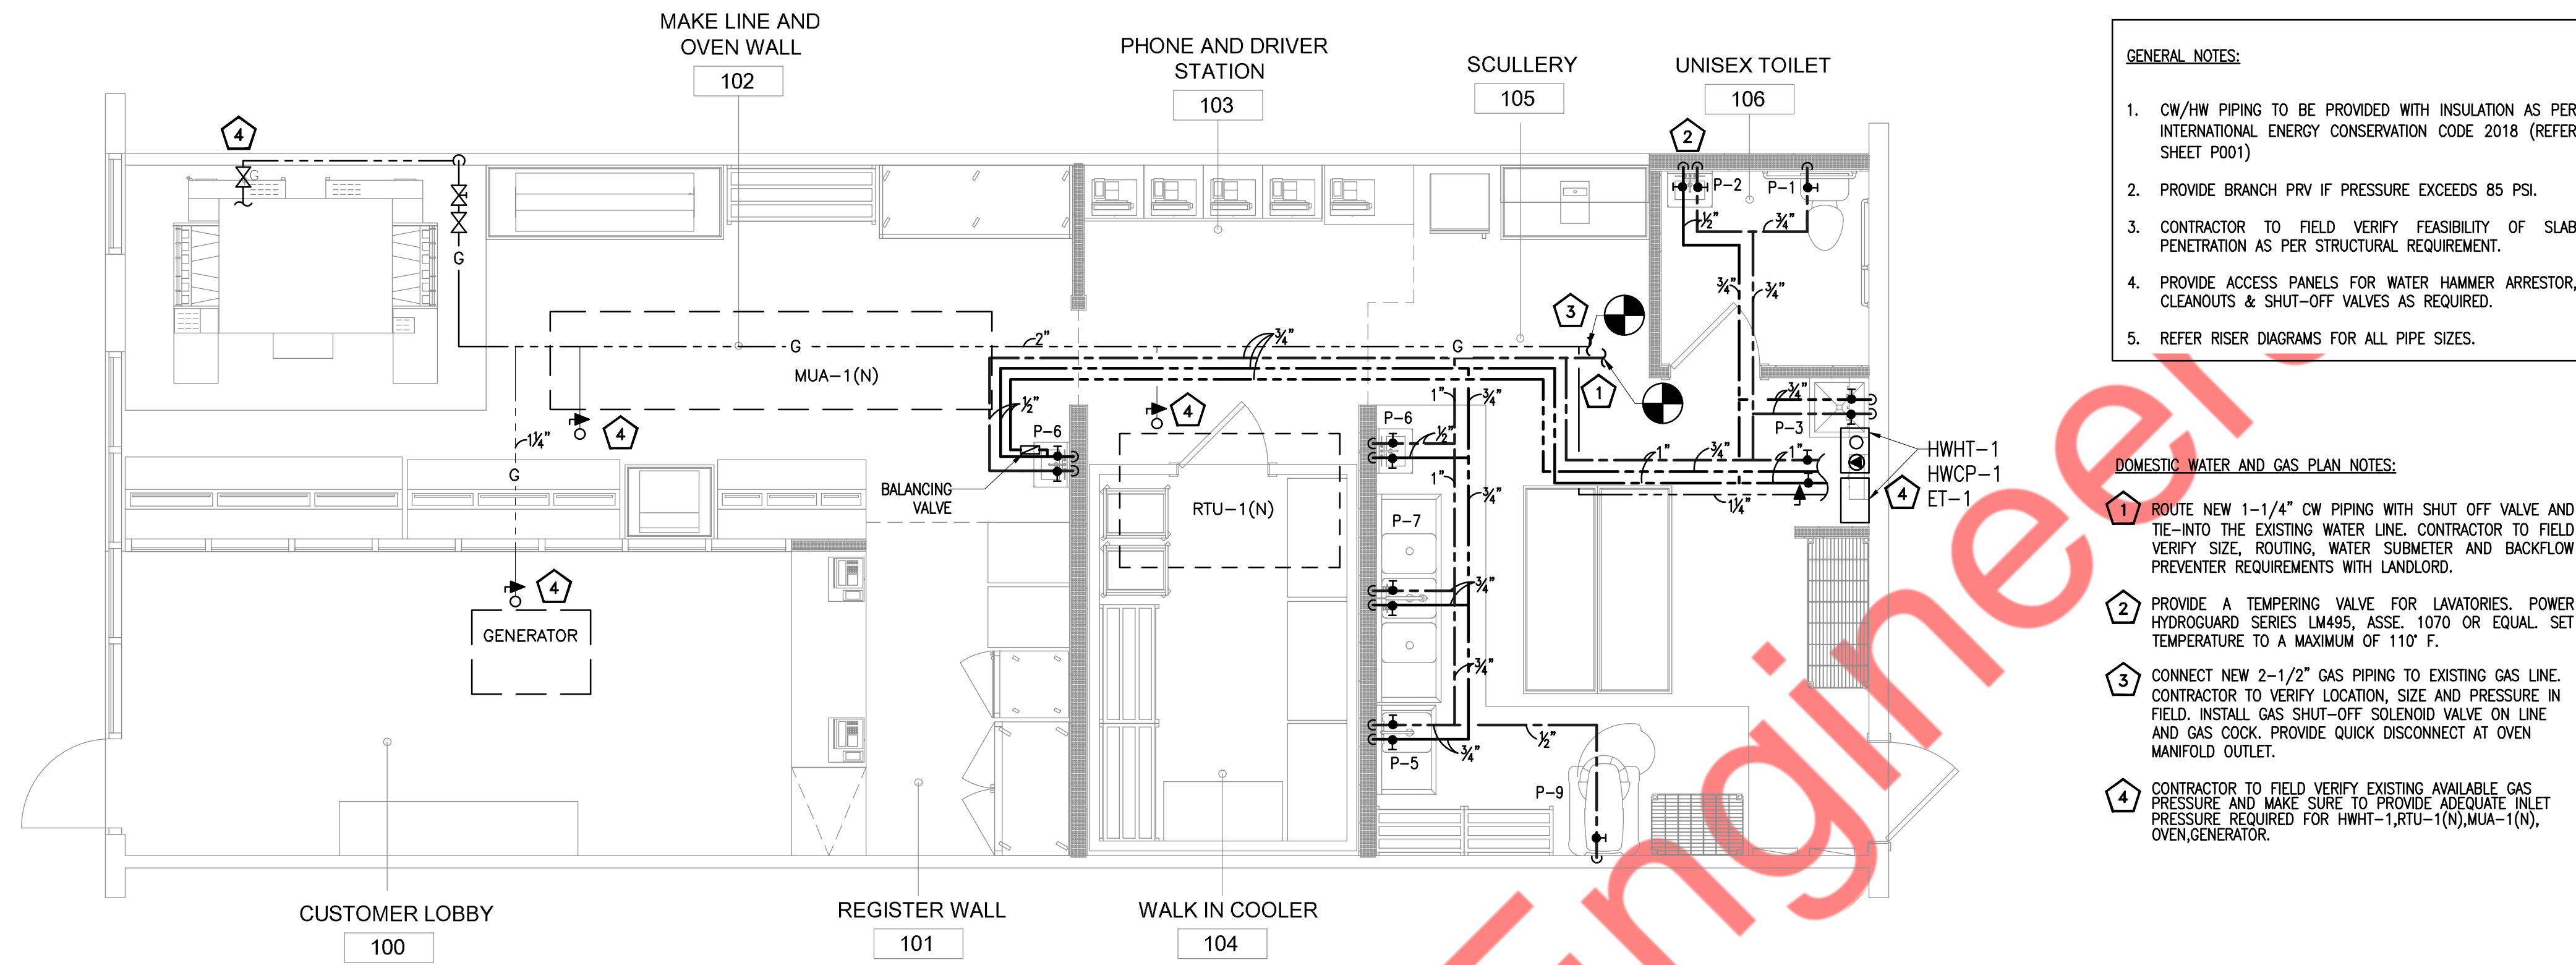 MAKE LINE AND
OVEN WALL
102
PHONE AND DRIVER
STATION
103
SCULLERY
105
UNISEX TOILET
106
4
G
G
2
P-2
P-1
½"
¾"
¾"
¾"
3
2"
G
¾"
G
MUA-1(N)
1
½"
1¼"
4
4
P-6
1"
¾"
P-6
½"
¾"
P-3
1"
¾"
1"
1¼"
HWHT-1
HWCP-1
ET-1
4
G
BALANCING
VALVE
RTU-1(N)
1"
¾"
P-7
4
GENERATOR
¾"
¾"
¾"
½"
P-5
P-9
CUSTOMER LOBBY
100
REGISTER WALL
101
WALK IN COOLER
104
GENERAL NOTES:
1. CW/HW PIPING TO BE PROVIDED WITH INSULATION AS PER
INTERNATIONAL ENERGY CONSERVATION CODE 2018 (REFER
SHEET P001)
2. PROVIDE BRANCH PRV IF PRESSURE EXCEEDS 85 PSI.
3. CONTRACTOR TO FIELD VERIFY FEASIBILITY OF SLAB
PENETRATION AS PER STRUCTURAL REQUIREMENT.
4. PROVIDE ACCESS PANELS FOR WATER HAMMER ARRESTOR,
CLEANOUTS & SHUT-OFF VALVES AS REQUIRED.
5. REFER RISER DIAGRAMS FOR ALL PIPE SIZES.
DOMESTIC WATER AND GAS PLAN NOTES:
1 ROUTE NEW 1-1/4" CW PIPING WITH SHUT OFF VALVE AND
TIE-INTO THE EXISTING WATER LINE. CONTRACTOR TO FIELD
VERIFY SIZE, ROUTING, WATER SUBMETER AND BACKFLOW
PREVENTER REQUIREMENTS WITH LANDLORD.
2 PROVIDE A TEMPERING VALVE FOR LAVATORIES. POWER
HYDROGUARD SERIES LM495, ASSE. 1070 OR EQUAL. SET
TEMPERATURE TO A MAXIMUM OF 110° F.
3 CONNECT NEW 2-1/2" GAS PIPING TO EXISTING GAS LINE.
CONTRACTOR TO VERIFY LOCATION, SIZE AND PRESSURE IN
FIELD. INSTALL GAS SHUT-OFF SOLENOID VALVE ON LINE
AND GAS COCK. PROVIDE QUICK DISCONNECT AT OVEN
MANIFOLD OUTLET.
4 CONTRACTOR TO FIELD VERIFY EXISTING AVAILABLE GAS
PRESSURE AND MAKE SURE TO PROVIDE ADEQUATE INLET
PRESSURE REQUIRED FOR HWHT-1,RTU-1(N),MUA-1(N),
OVEN,GENERATOR.
Engineer